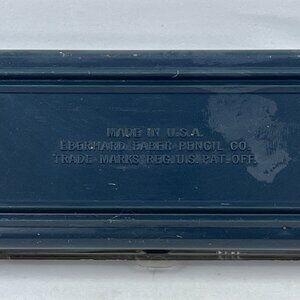 MADE IN U.S.A.
EBERHARD FABER PENCIL CO.
TRADE MARKS REG.U.S.PAT.OFF.